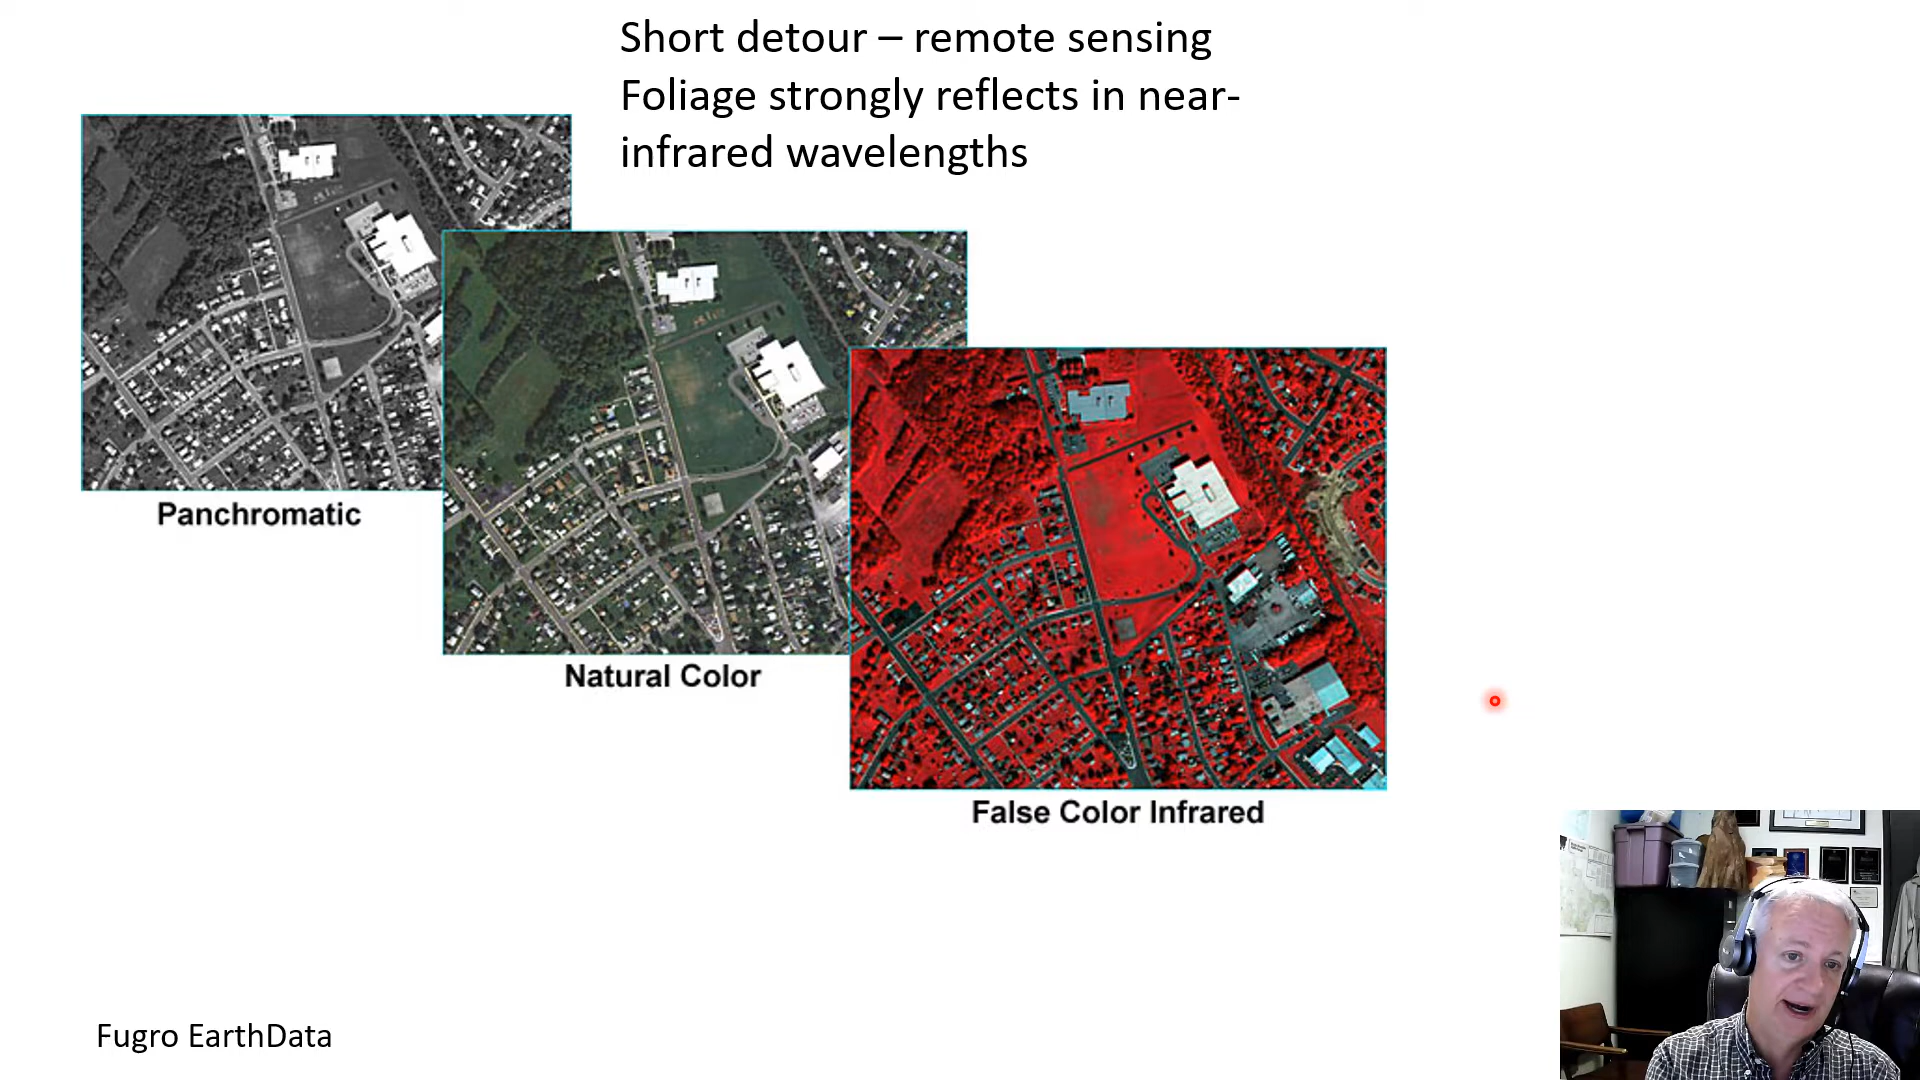 Short detour – remote sensing
Foliage strongly reflects in near-
infrared wavelengths
Panchromatic
Natural Color
False Color Infrared
Fugro EarthData